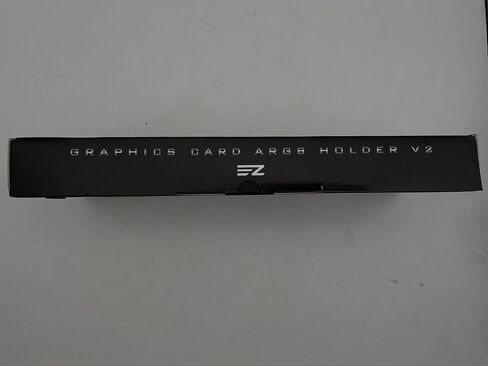 GRAPHICS CARD ARGB HOLDER V2
EZ